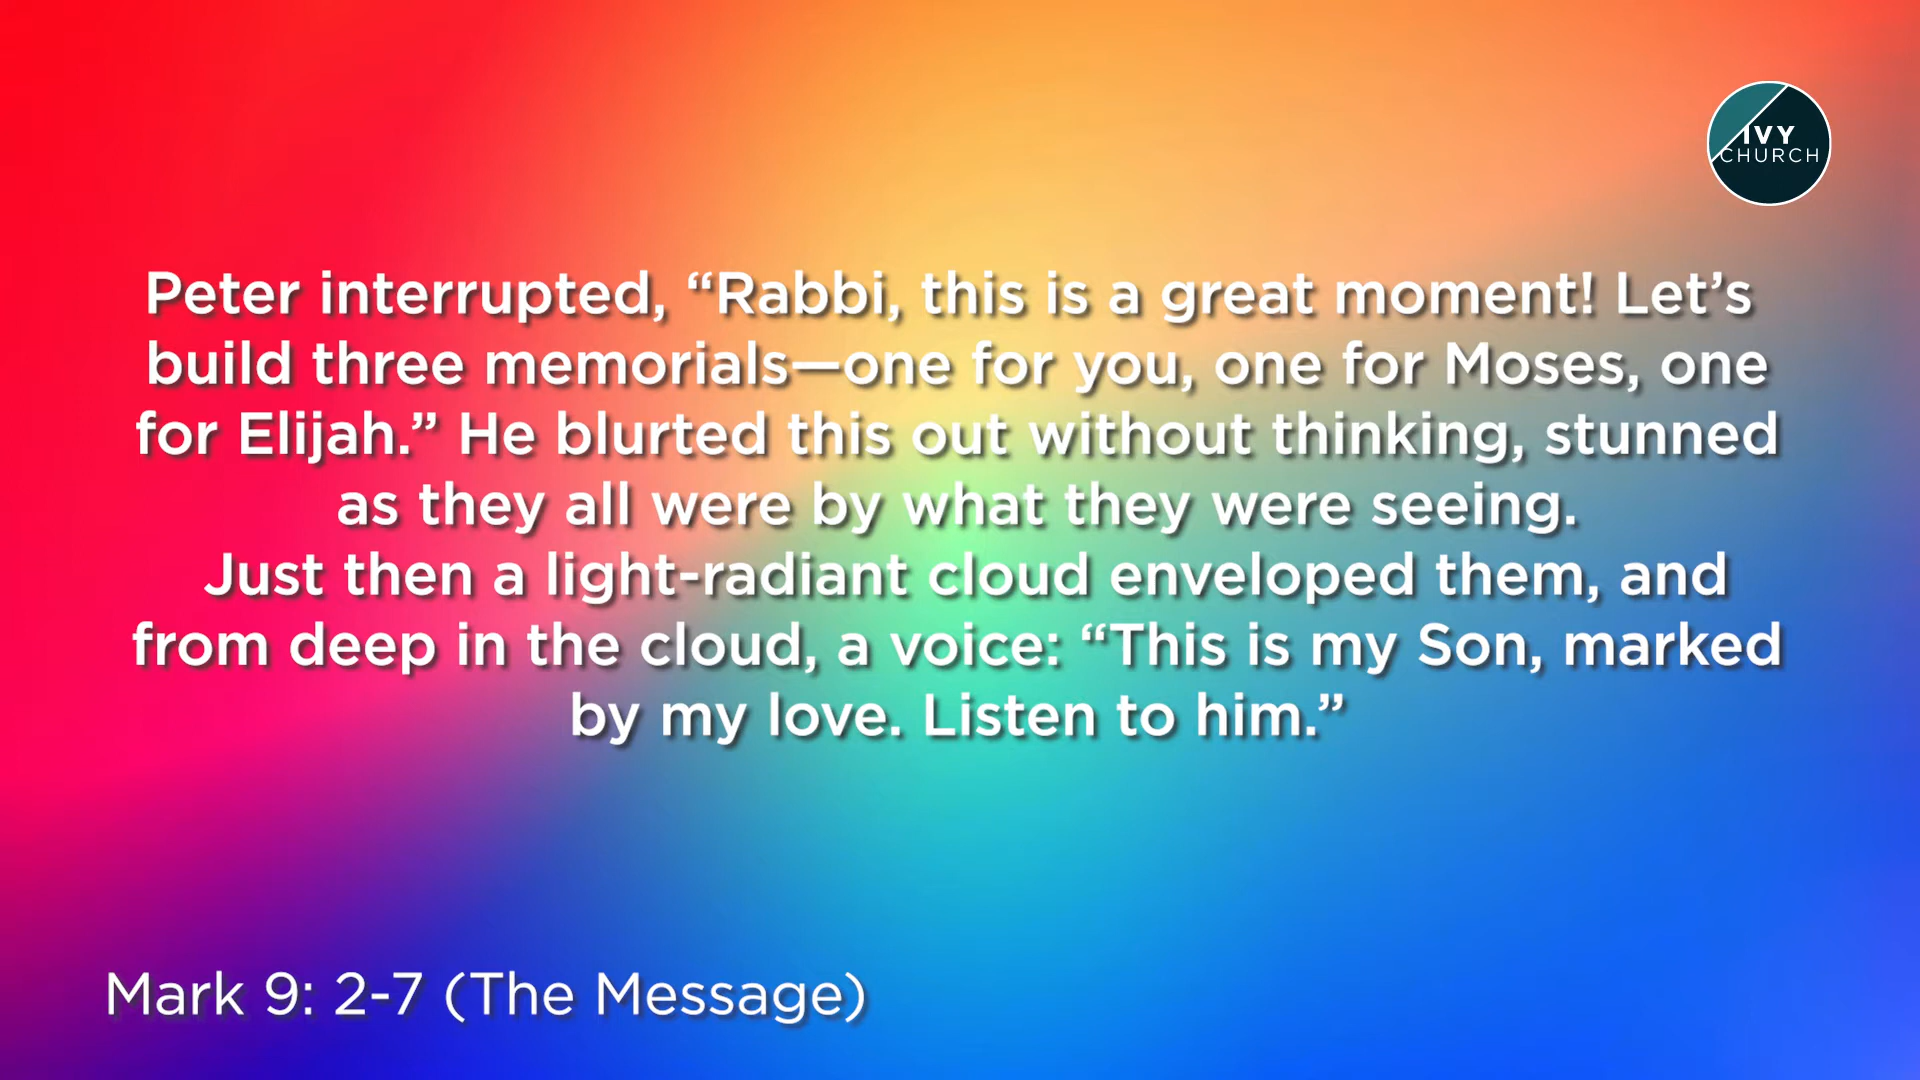 IVY
CHURCH
Peter interrupted, “Rabbi, this is a great moment! Let’s
build three memorials—one for you, one for Moses, one
for Elijah.” He blurted this out without thinking, stunned
as they all were by what they were seeing.
Just then a light-radiant cloud enveloped them, and
from deep in the cloud, a voice: “This is my Son, marked
by my love. Listen to him.”
Mark 9: 2-7 (The Message)